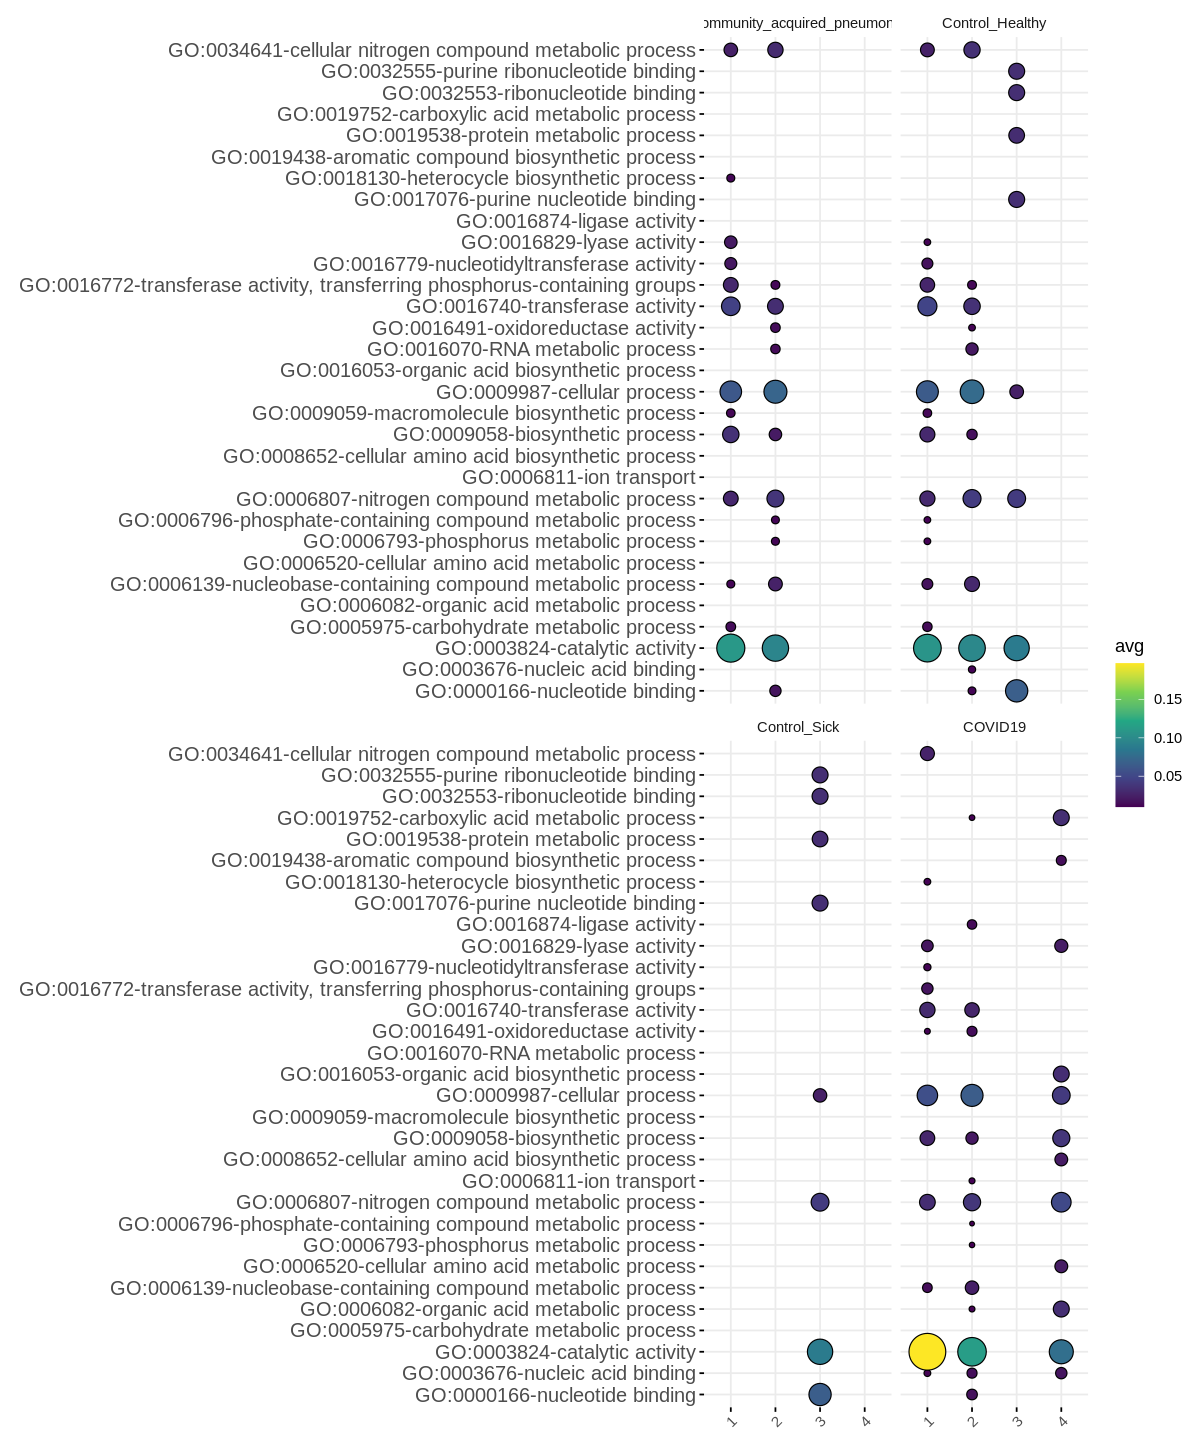 ommunity_acquired_pneumon
Control_Healthy
GO:0034641-cellular nitrogen compound metabolic process
GO:0032555-purine ribonucleotide binding
GO:0032553-ribonucleotide binding
GO:0019752-carboxylic acid metabolic process
GO:0019538-protein metabolic process
GO:0019438-aromatic compound biosynthetic process
GO:0018130-heterocycle biosynthetic process
GO:0017076-purine nucleotide binding
GO:0016874-ligase activity
GO:0016829-lyase activity
GO:0016779-nucleotidyltransferase activity
GO:0016772-transferase activity, transferring phosphorus-containing groups
GO:0016740-transferase activity
GO:0016491-oxidoreductase activity
GO:0016070-RNA metabolic process
GO:0016053-organic acid biosynthetic process
GO:0009987-cellular process
GO:0009059-macromolecule biosynthetic process
GO:0009058-biosynthetic process
GO:0008652-cellular amino acid biosynthetic process
GO:0006811-ion transport
GO:0006807-nitrogen compound metabolic process
GO:0006796-phosphate-containing compound metabolic process
GO:0006793-phosphorus metabolic process
GO:0006520-cellular amino acid metabolic process
GO:0006139-nucleobase-containing compound metabolic process
GO:0006082-organic acid metabolic process
GO:0005975-carbohydrate metabolic process
GO:0003824-catalytic activity
GO:0003676-nucleic acid binding
GO:0000166-nucleotide binding
Control_Sick
COVID19
GO:0034641-cellular nitrogen compound metabolic process
GO:0032555-purine ribonucleotide binding
GO:0032553-ribonucleotide binding
GO:0019752-carboxylic acid metabolic process
GO:0019538-protein metabolic process
GO:0019438-aromatic compound biosynthetic process
GO:0018130-heterocycle biosynthetic process
GO:0017076-purine nucleotide binding
GO:0016874-ligase activity
GO:0016829-lyase activity
GO:0016779-nucleotidyltransferase activity
GO:0016772-transferase activity, transferring phosphorus-containing groups
GO:0016740-transferase activity
GO:0016491-oxidoreductase activity
GO:0016070-RNA metabolic process
GO:0016053-organic acid biosynthetic process
GO:0009987-cellular process
GO:0009059-macromolecule biosynthetic process
GO:0009058-biosynthetic process
GO:0008652-cellular amino acid biosynthetic process
GO:0006811-ion transport
GO:0006807-nitrogen compound metabolic process
GO:0006796-phosphate-containing compound metabolic process
GO:0006793-phosphorus metabolic process
GO:0006520-cellular amino acid metabolic process
GO:0006139-nucleobase-containing compound metabolic process
GO:0006082-organic acid metabolic process
GO:0005975-carbohydrate metabolic process
GO:0003824-catalytic activity
GO:0003676-nucleic acid binding
GO:0000166-nucleotide binding
1 2 3 4
1 2 3 4
avg
0.15
0.10
0.05